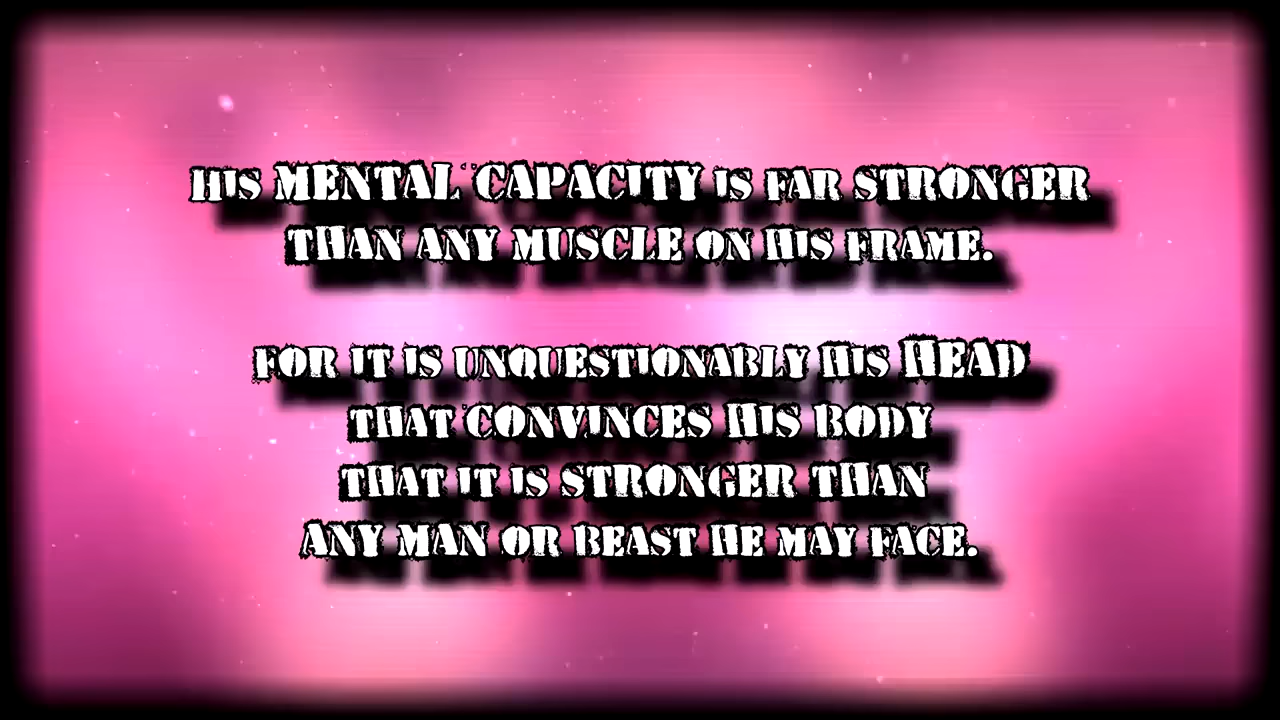 HIS MENTAL CAPACITY IS FAR STRONGER
THAN ANY MUSCLE ON HIS FRAME.
FOR IT IS UNQUESTIONABLY HIS HEAD
THAT CONVINCES HIS BODY
THAT IT IS STRONGER THAN
ANY MAN OR BEAST HE MAY FACE.